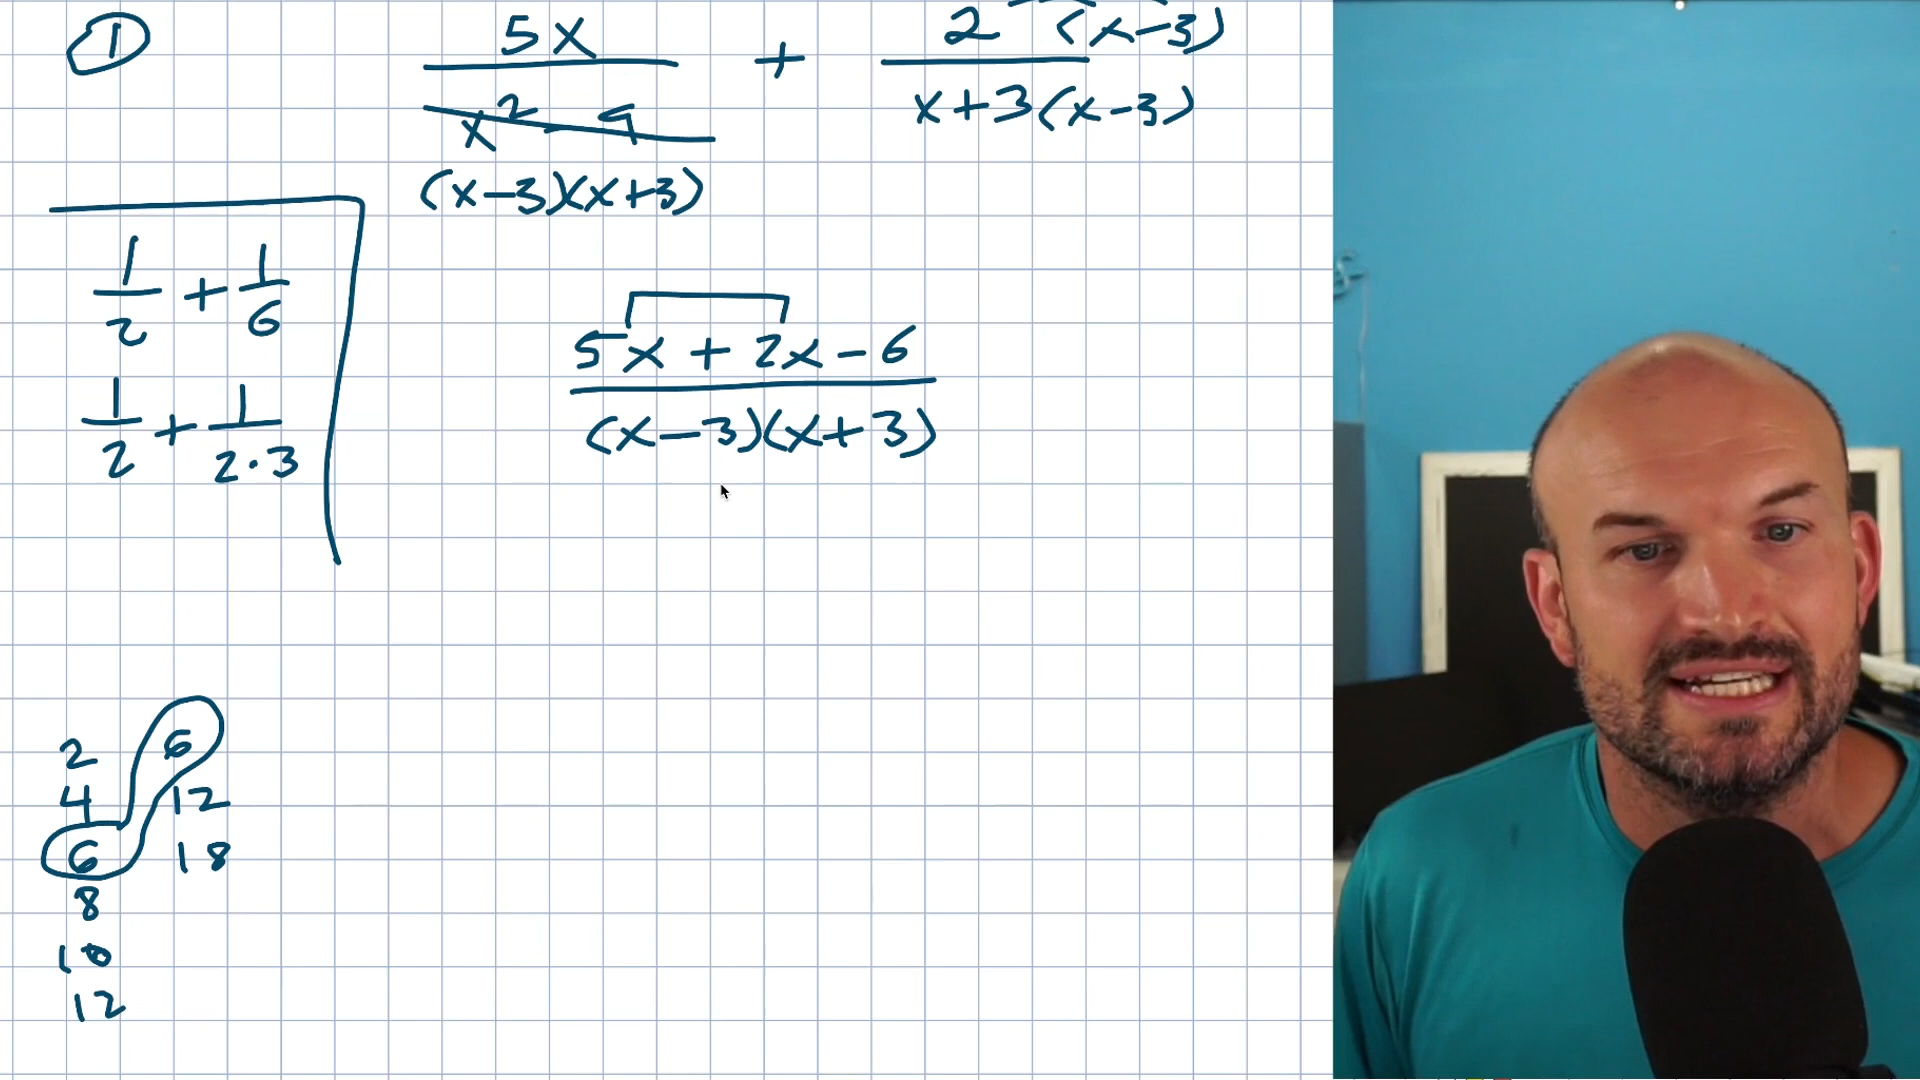 ① 5x/(x² - 9) + 2 (x-3)/x+3(x-3)
(x-3)(x+3)
1/2 + 1/6
1/2 + 1/2·3
5x + 2x - 6
(x-3)(x+3)
2 6
4 12
6 18
8
10
12